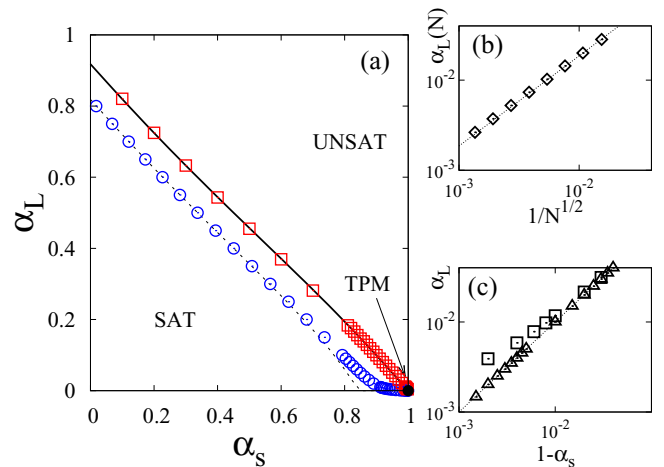 (a)
UNSAT
TPM
SAT
α_L
1
0.8
0.6
0.4
0.2
0
0 0.2 0.4 0.6 0.8 1
α_s
(b)
α_L(N)
10^-2
10^-3
10^-3 10^-2
1/N^1/2
(c)
α_L
10^-2
10^-3
10^-3 10^-2
1-α_s